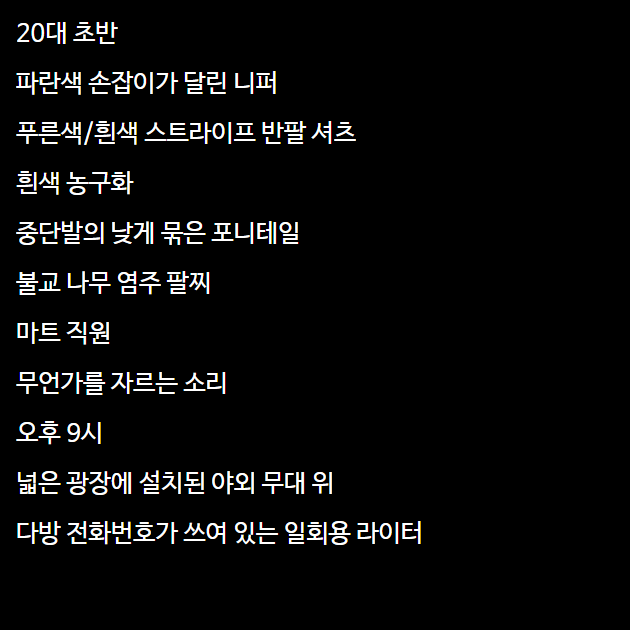 20대 초반
파란색 손잡이가 달린 니퍼
푸른색/흰색 스트라이프 반팔 셔츠
흰색 농구화
중단발의 낮게 묶은 포니테일
불교 나무 염주 팔찌
마트 직원
무언가를 자르는 소리
오후 9시
넓은 광장에 설치된 야외 무대 위
다방 전화번호가 쓰여 있는 일회용 라이터